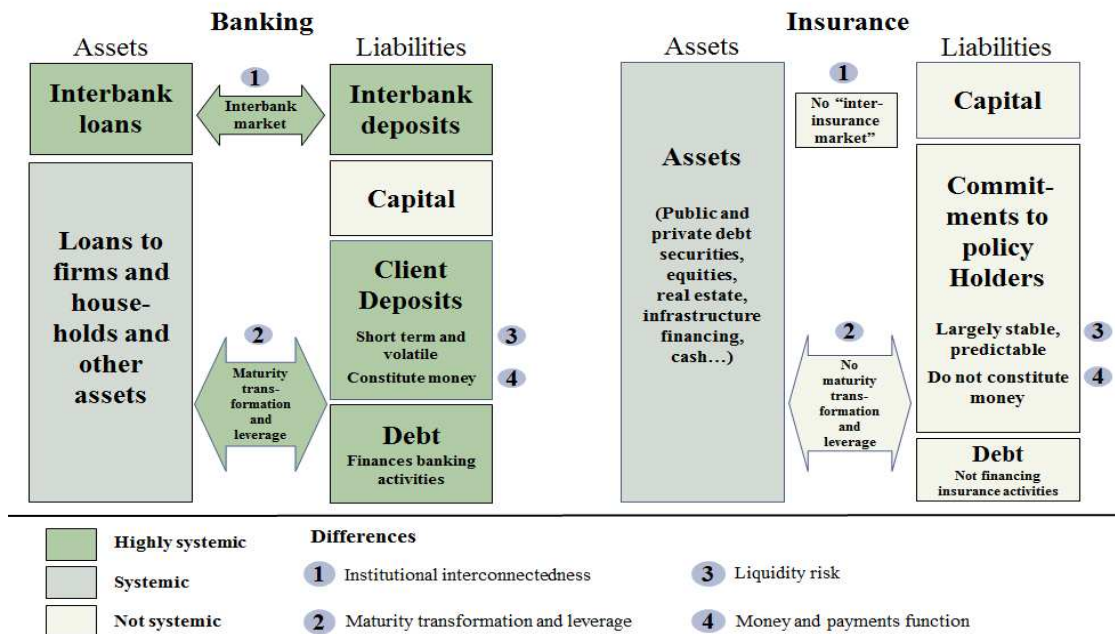 Banking
Assets
Liabilities
Interbank
loans
1
Interbank
market
Interbank
deposits
Capital
Loans to
firms and
house-
holds and
other
assets
2
Maturity
trans-
formation
and
leverage
Client
Deposits
Short term and
volatile
3
Constitute money
4
Debt
Finances banking
activities
Insurance
Assets
Liabilities
Assets
(Public and
private debt
securities,
equities,
real estate,
infrastructure
financing,
cash…)
1
No “inter-
insurance
market”
Capital
Commit-
ments to
policy
Holders
2
No
maturity
trans-
formation
and
leverage
Largely stable,
predictable
3
Do not constitute
money
4
Debt
Not financing
insurance activities
Highly systemic
Systemic
Not systemic
Differences
1 Institutional interconnectedness
2 Maturity transformation and leverage
3 Liquidity risk
4 Money and payments function